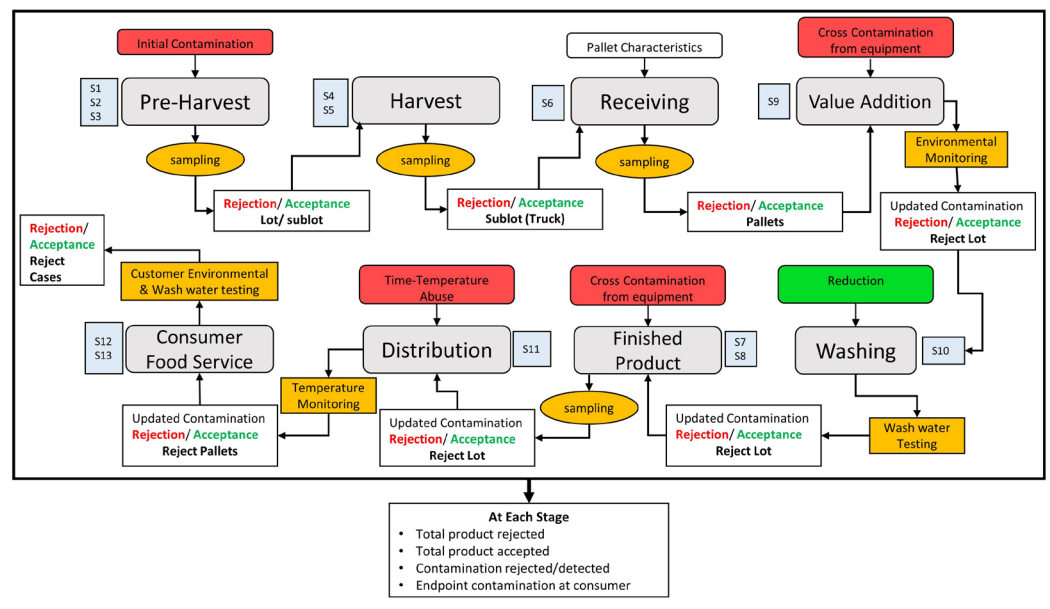 Initial Contamination
S1
S2
S3
Pre-Harvest
sampling
Rejection/ Acceptance
Lot/ sublot
S4
S5
Harvest
sampling
Rejection/ Acceptance
Sublot (Truck)
Pallet Characteristics
S6
Receiving
sampling
Rejection/ Acceptance
Pallets
Cross Contamination
from equipment
S9
Value Addition
Environmental
Monitoring
Updated Contamination
Rejection/ Acceptance
Reject Lot
Reduction
Washing
S10
Wash water
Testing
Updated Contamination
Rejection/ Acceptance
Reject Lot
Cross Contamination
from equipment
Finished
Product
S7
S8
sampling
Updated Contamination
Rejection/ Acceptance
Reject Lot
Time-Temperature
Abuse
Distribution
S11
Temperature
Monitoring
Updated Contamination
Rejection/ Acceptance
Reject Pallets
S12
S13
Consumer
Food Service
Customer Environmental
& Wash water testing
Rejection/
Acceptance
Reject
Cases
At Each Stage
• Total product rejected
• Total product accepted
• Contamination rejected/detected
• Endpoint contamination at consumer